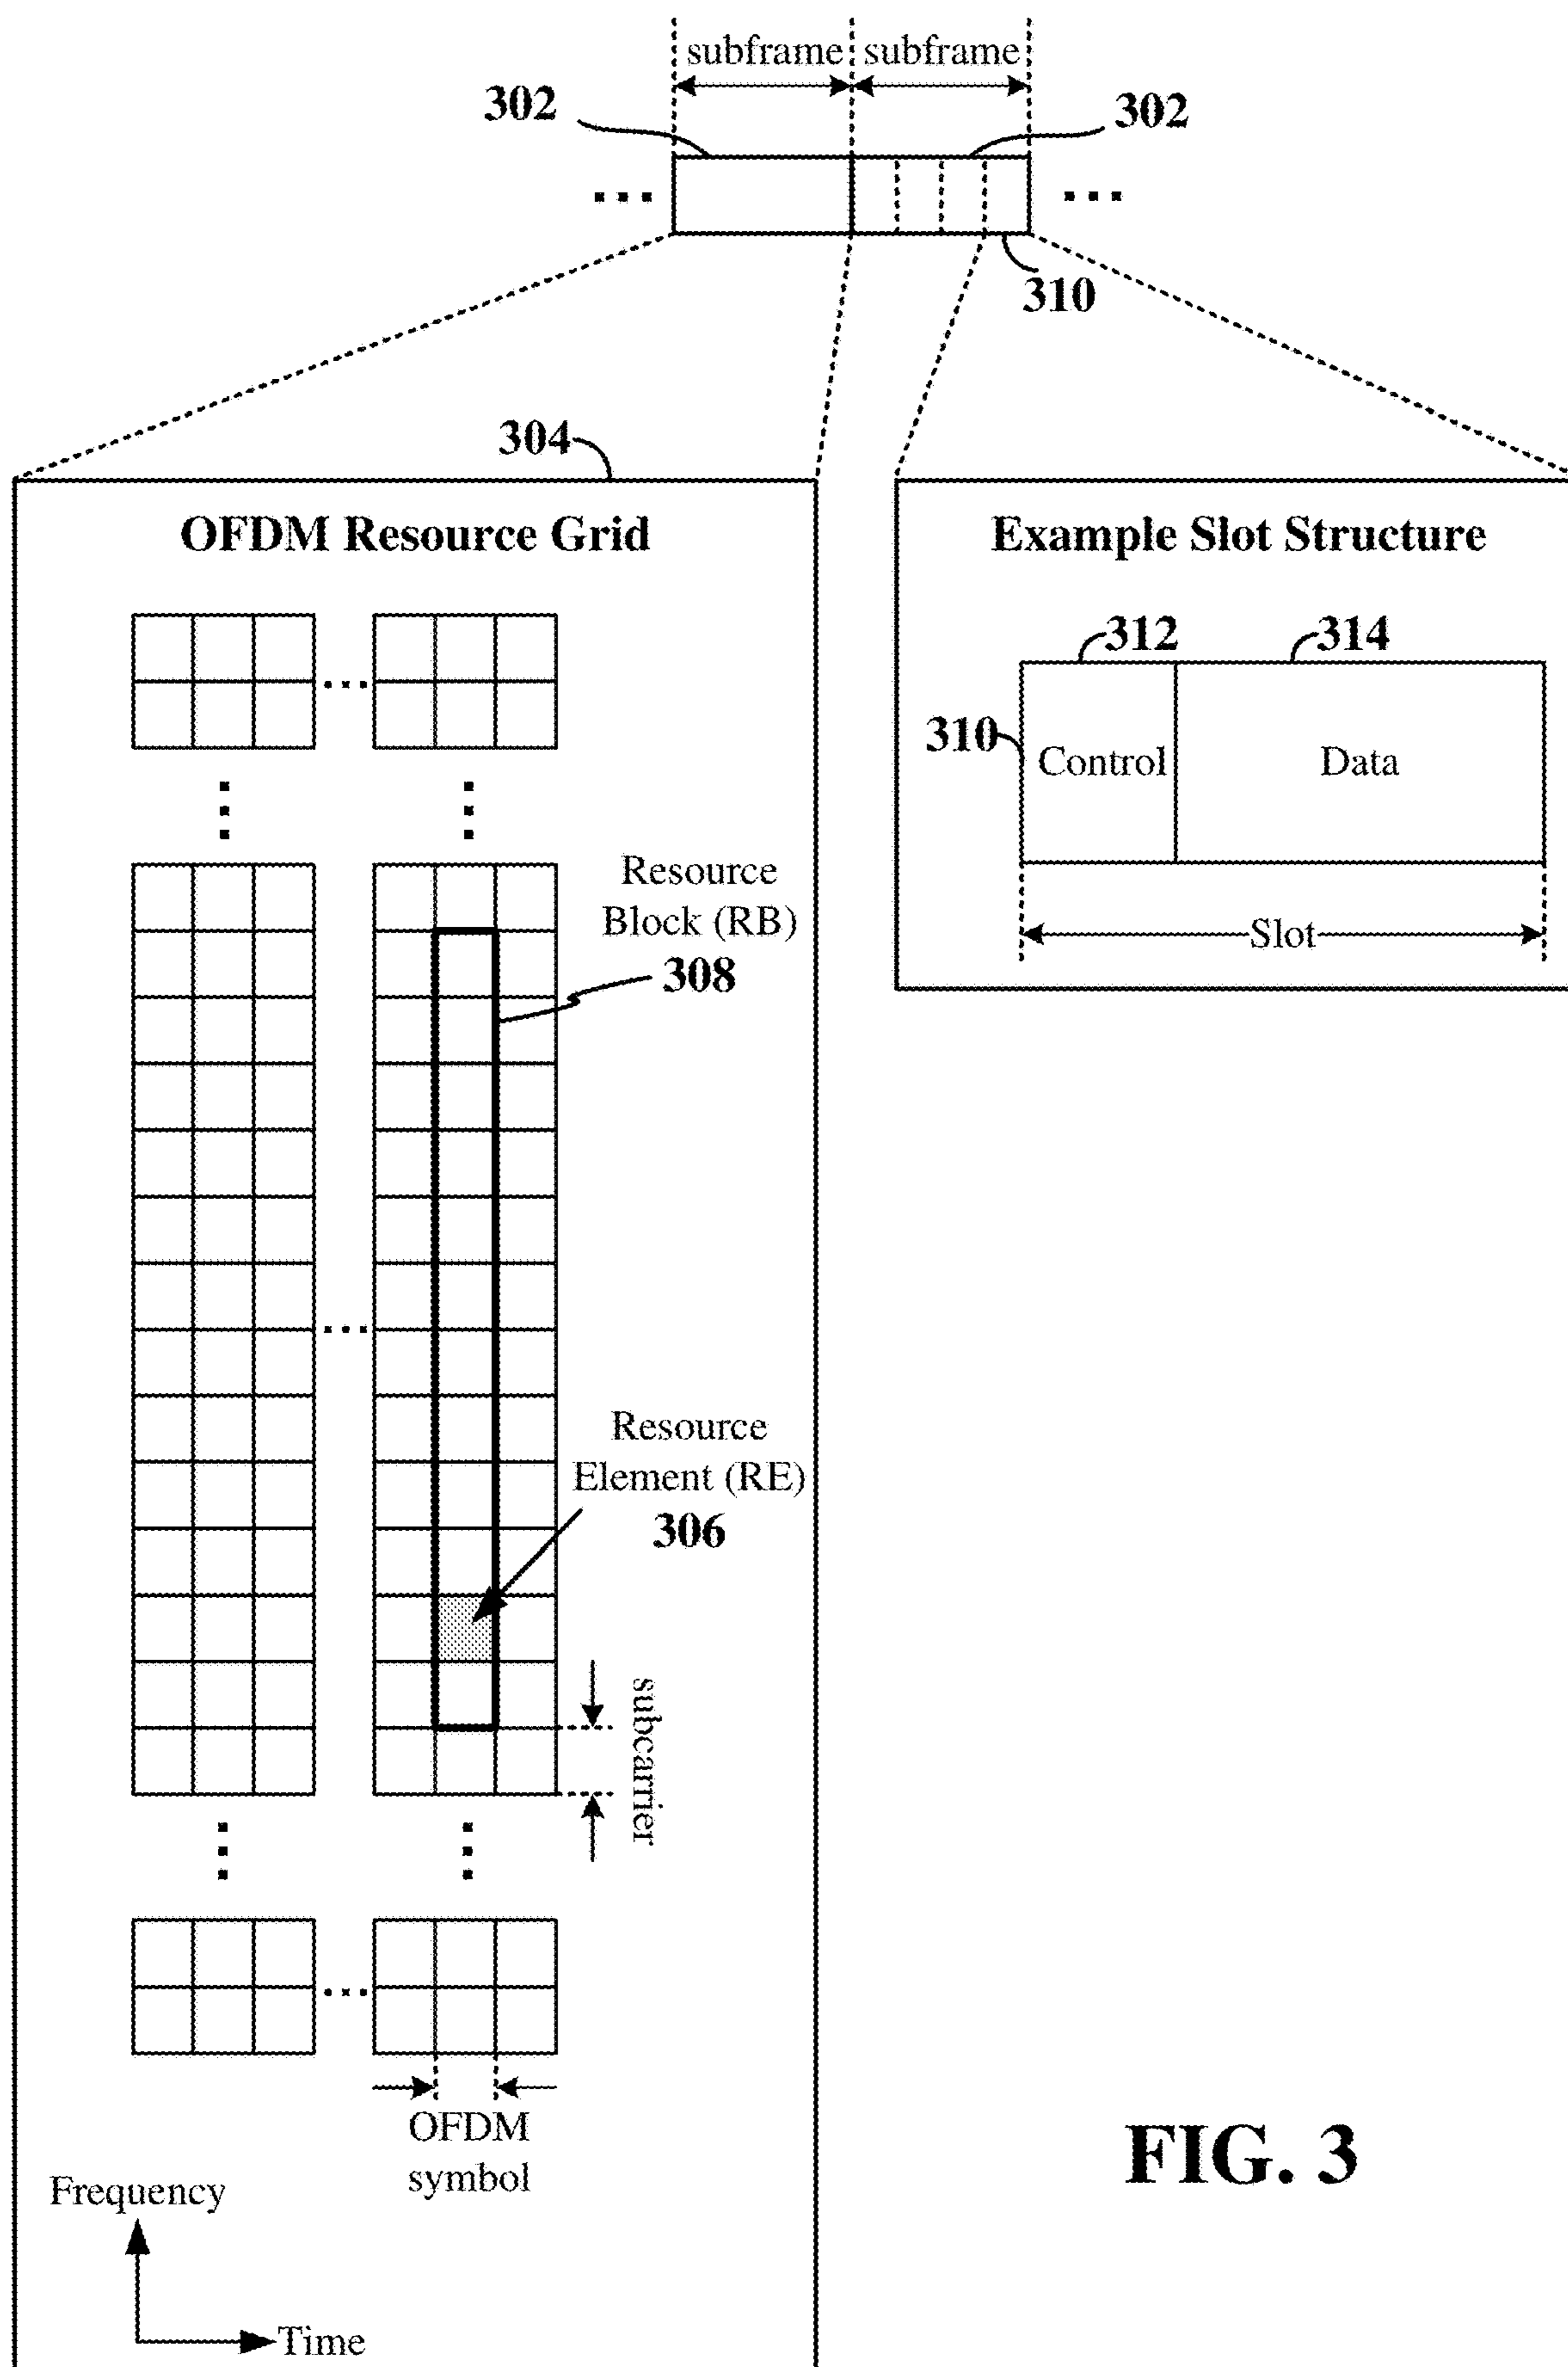 subframe subframe
302 302
310
304
OFDM Resource Grid
Resource
Block (RB)
308
Resource
Element (RE)
306
subcarrier
OFDM
symbol
Frequency
Time
Example Slot Structure
312 314
310
Control Data
Slot
FIG. 3